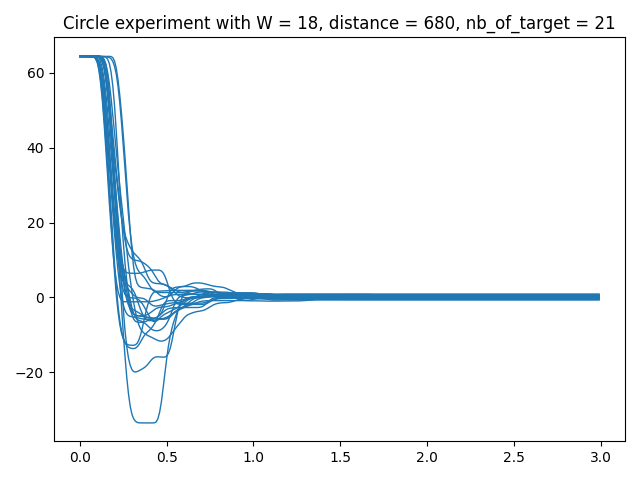 Circle experiment with W = 18, distance = 680, nb_of_target = 21
60
40
20
0
−20
0.0 0.5 1.0 1.5 2.0 2.5 3.0